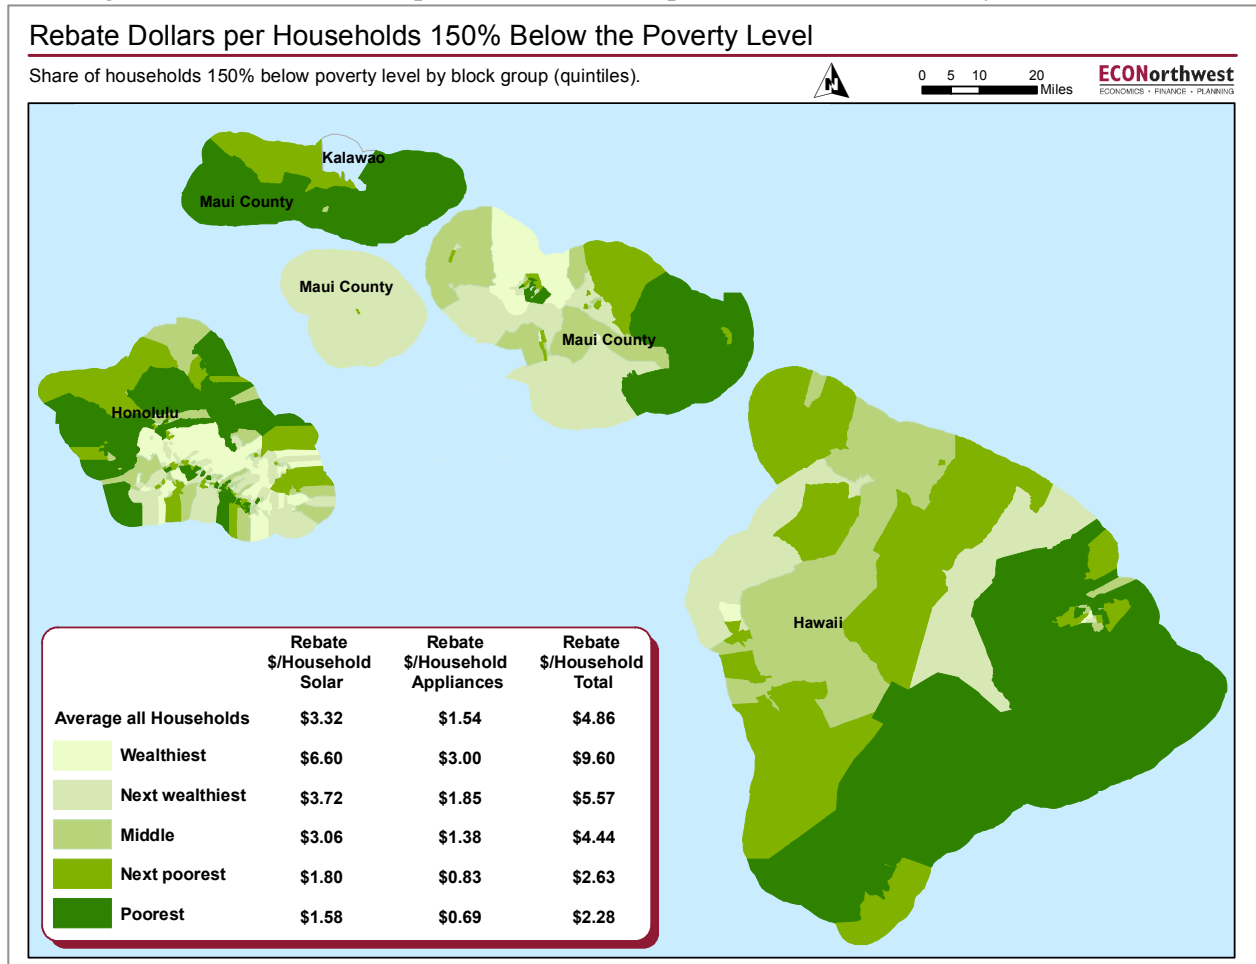 Rebate Dollars per Households 150% Below the Poverty Level
Share of households 150% below poverty level by block group (quintiles).
N
0 5 10 20
Miles
ECONorthwest
ECONOMICS • FINANCE • PLANNING
Kalawao
Maui County
Maui County
Maui County
Honolulu
Hawaii
Rebate Rebate Rebate
$/Household $/Household $/Household
Solar Appliances Total
Average all Households $3.32 $1.54 $4.86
Wealthiest $6.60 $3.00 $9.60
Next wealthiest $3.72 $1.85 $5.57
Middle $3.06 $1.38 $4.44
Next poorest $1.80 $0.83 $2.63
Poorest $1.58 $0.69 $2.28